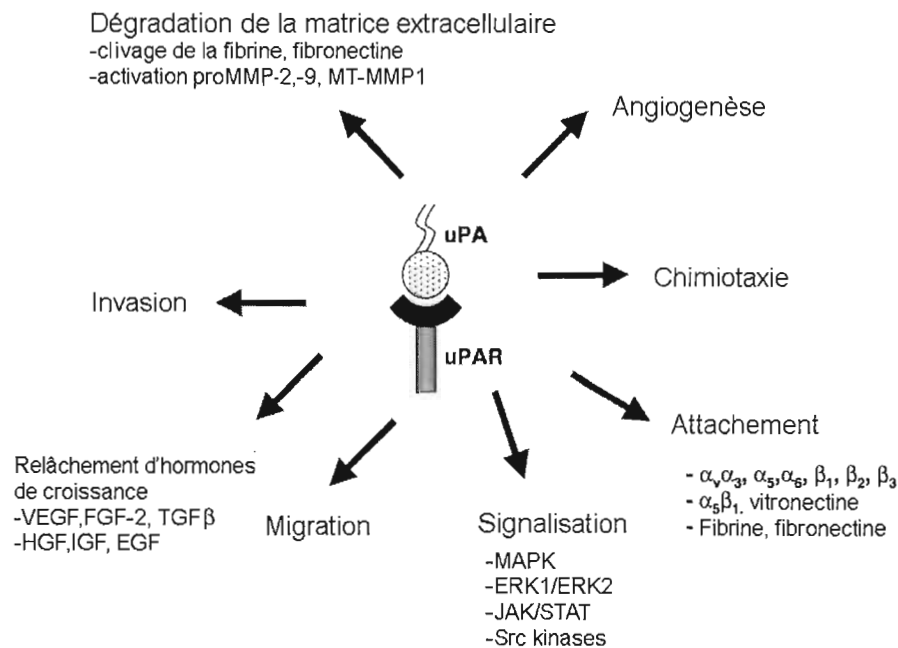 Dégradation de la matrice extracellulaire
-clivage de la fibrine, fibronectine
-activation proMMP-2,-9, MT-MMP1
Angiogenèse
uPA
Chimiotaxie
Invasion
uPAR
Attachement
- αᵥα₃, α₅,α₆, β₁, β₂, β₃
- α₅β₁, vitronectine
- Fibrine, fibronectine
Relâchement d'hormones
de croissance
-VEGF,FGF-2, TGFβ
-HGF,IGF, EGF
Migration
Signalisation
-MAPK
-ERK1/ERK2
-JAK/STAT
-Src kinases